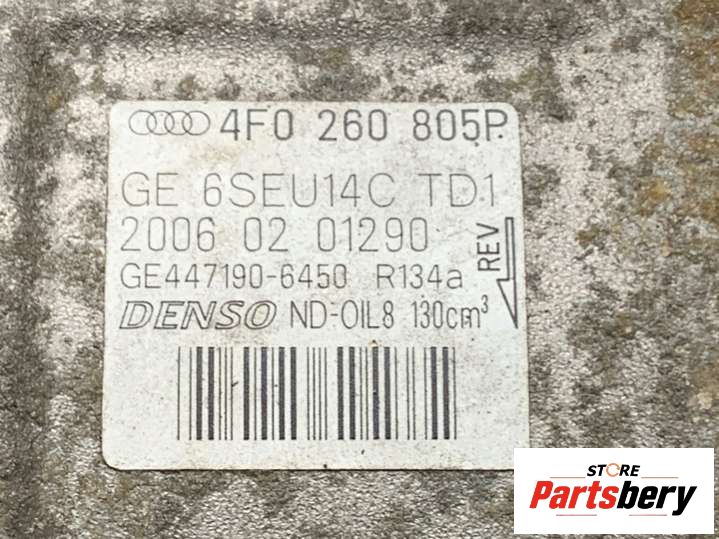 4F0 260 805P
GE 6SEU14C TD1
2006 02 01290
GE447190-6450 R134a
REV
DENSO ND-OIL8 130cm³
STORE
Partsbery